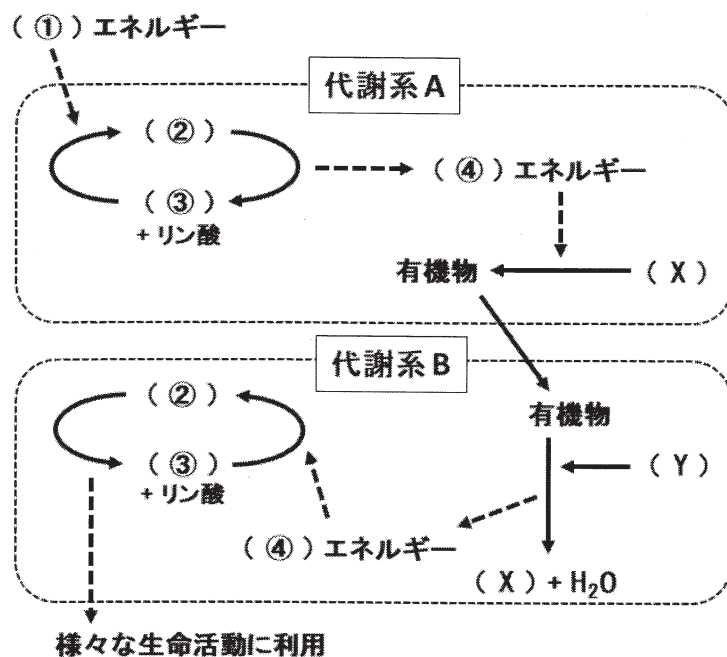 (①)エネルギー
代謝系A
(②)
(③)
+ リン酸
(④)エネルギー
有機物
(X)
代謝系B
(②)
(③)
+ リン酸
有機物
(Y)
(④)エネルギー
(X) + H₂O
様々な生命活動に利用